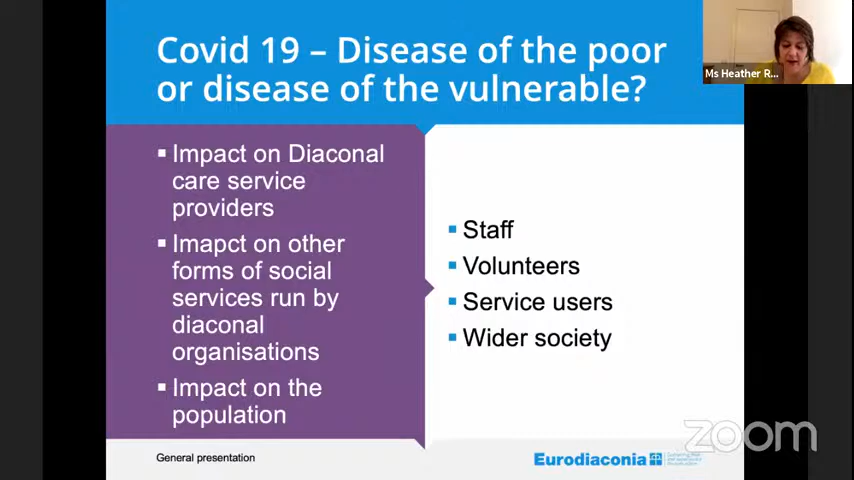 Covid 19 – Disease of the poor
or disease of the vulnerable?
Ms Heather R...
▪ Impact on Diaconal
care service
providers
▪ Imapct on other
forms of social
services run by
diaconal
organisations
▪ Impact on the
population
▪ Staff
▪ Volunteers
▪ Service users
▪ Wider society
General presentation
Eurodiaconia
zoom